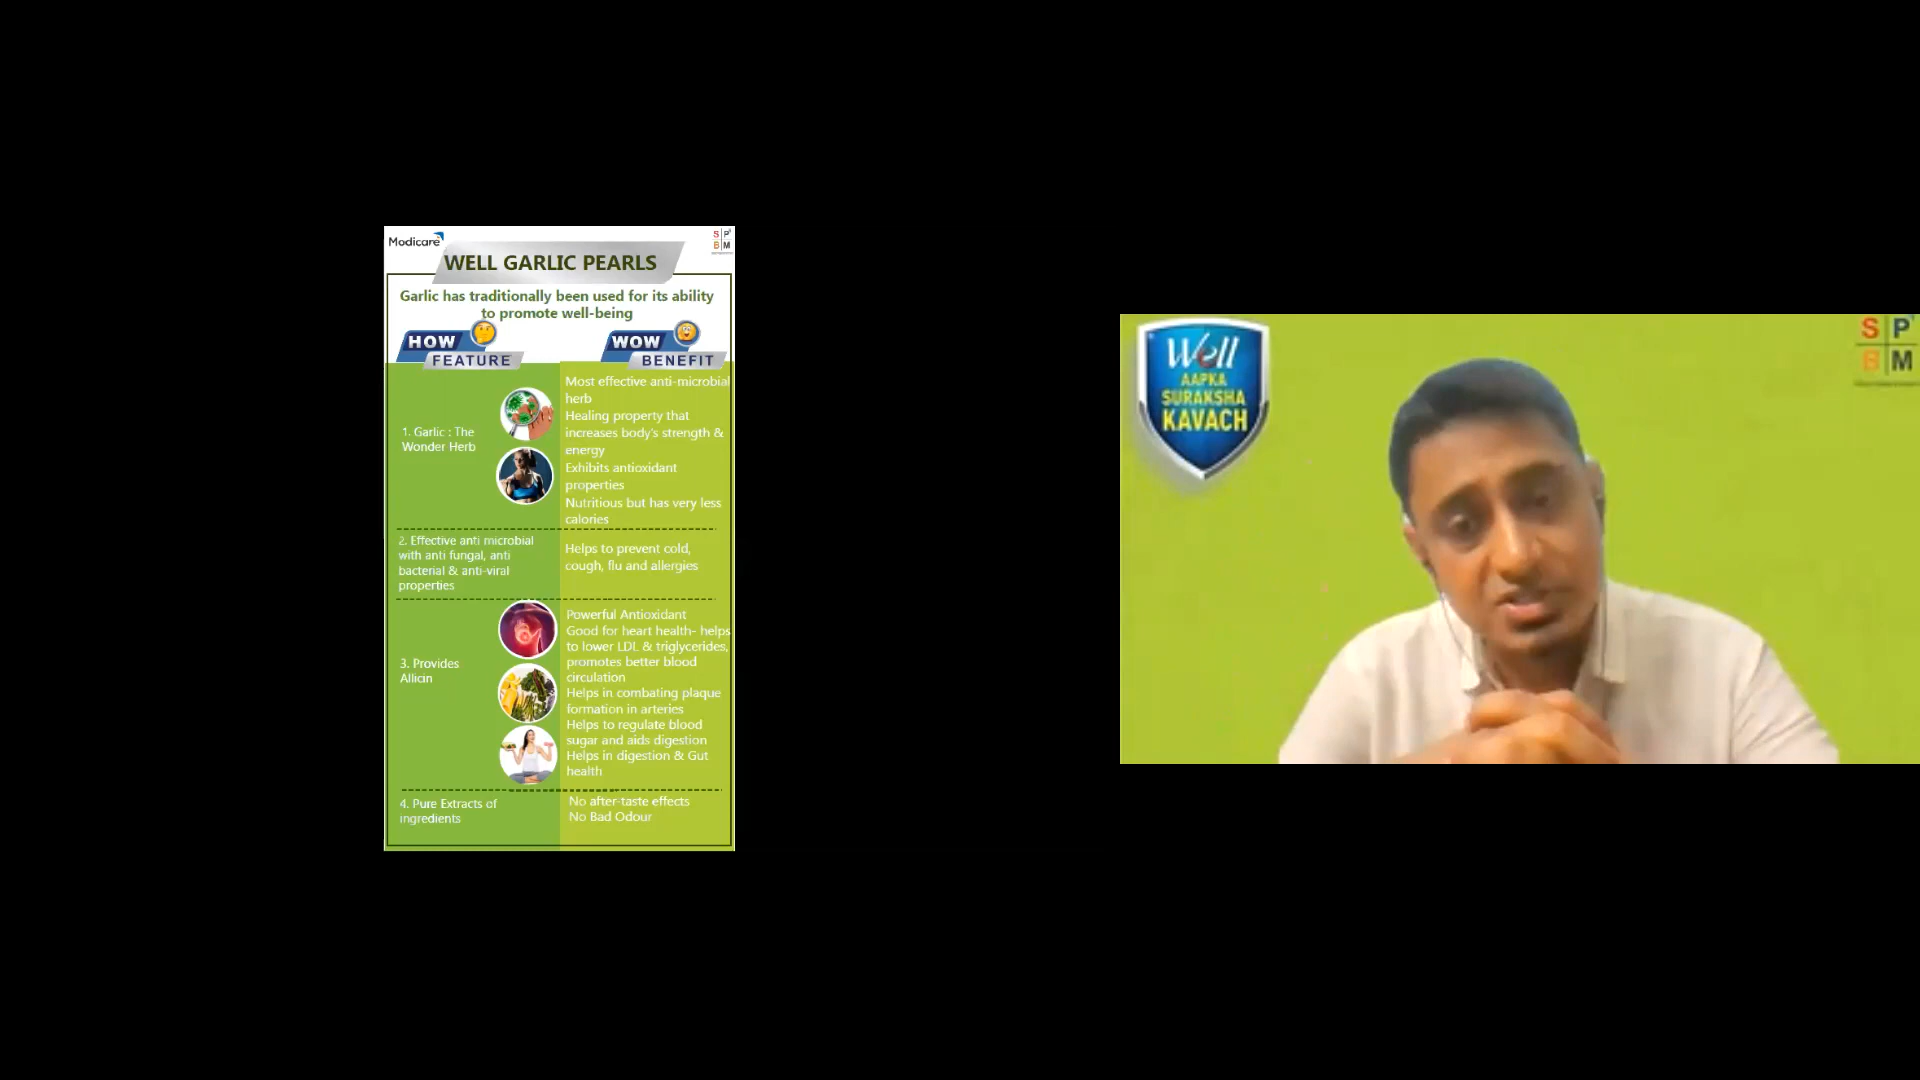 Modicare
S P
B M
WELL GARLIC PEARLS
Garlic has traditionally been used for its ability
to promote well-being
HOW
FEATURE
WOW
BENEFIT
1. Garlic : The
Wonder Herb
Most effective anti-microbial
herb
Healing property that
increases body's strength &
energy
Exhibits antioxidant
properties
Nutritious but has very less
calories
2. Effective anti microbial
with anti fungal, anti
bacterial & anti-viral
properties
Helps to prevent cold,
cough, flu and allergies
3. Provides
Allicin
Powerful Antioxidant
Good for heart health- helps
to lower LDL & triglycerides,
promotes better blood
circulation
Helps in combating plaque
formation in arteries
Helps to regulate blood
sugar and aids digestion
Helps in digestion & Gut
health
4. Pure Extracts of
ingredients
No after-taste effects
No Bad Odour
Well
AAPKA
SURAKSHA
KAVACH
S P
B M